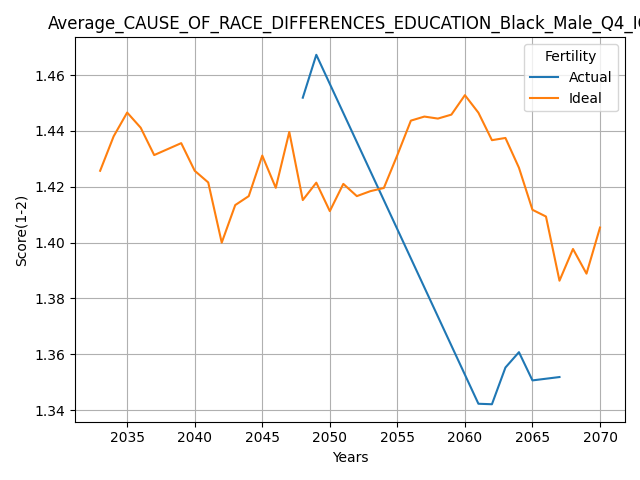 Average_CAUSE_OF_RACE_DIFFERENCES_EDUCATION_Black_Male_Q4_I
Fertility
Actual
Ideal
Score(1-2)
1.46
1.44
1.42
1.40
1.38
1.36
1.34
2035 2040 2045 2050 2055 2060 2065 2070
Years